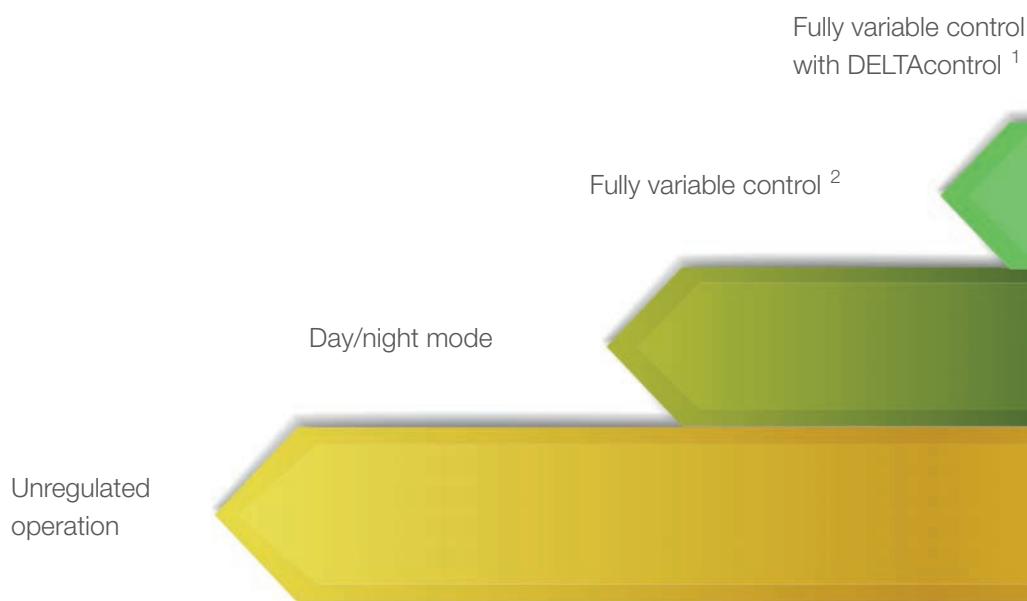 Fully variable control
with DELTAcontrol 1
Fully variable control 2
Day/night mode
Unregulated
operation